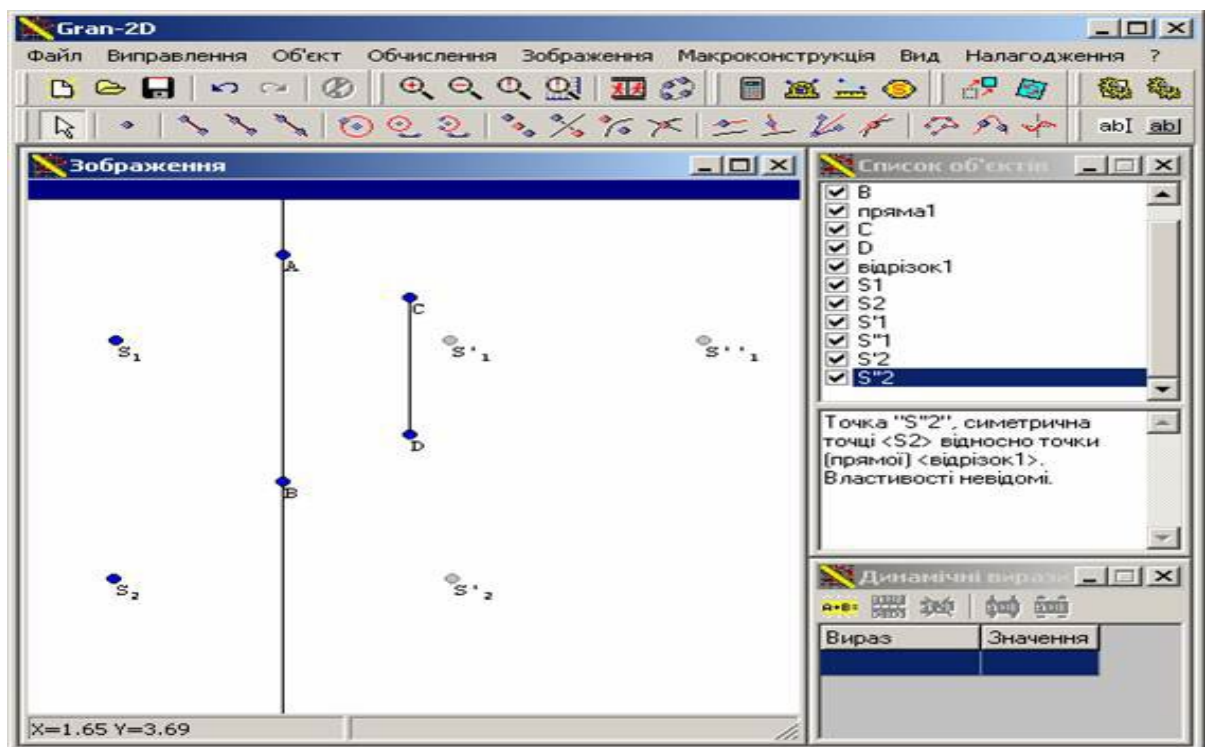 Gran-2D
Файл Виправлення Об'єкт Обчислення Зображення Макроконструкція Вид Налагодження ?
abI ab
Зображення
A
C
S₁
S'₁
S''₁
D
B
S₂
S'₂
X=1.65 Y=3.69
Список об'єктів
B
пряма1
C
D
відрізок1
S1
S2
S'1
S"1
S'2
S"2
Точка "S"2", симетрична
точці <S2> відносно точки
(прямої) <відрізок1>.
Властивості невідомі.
Динамічні вирази
A+B=
Вираз Значення